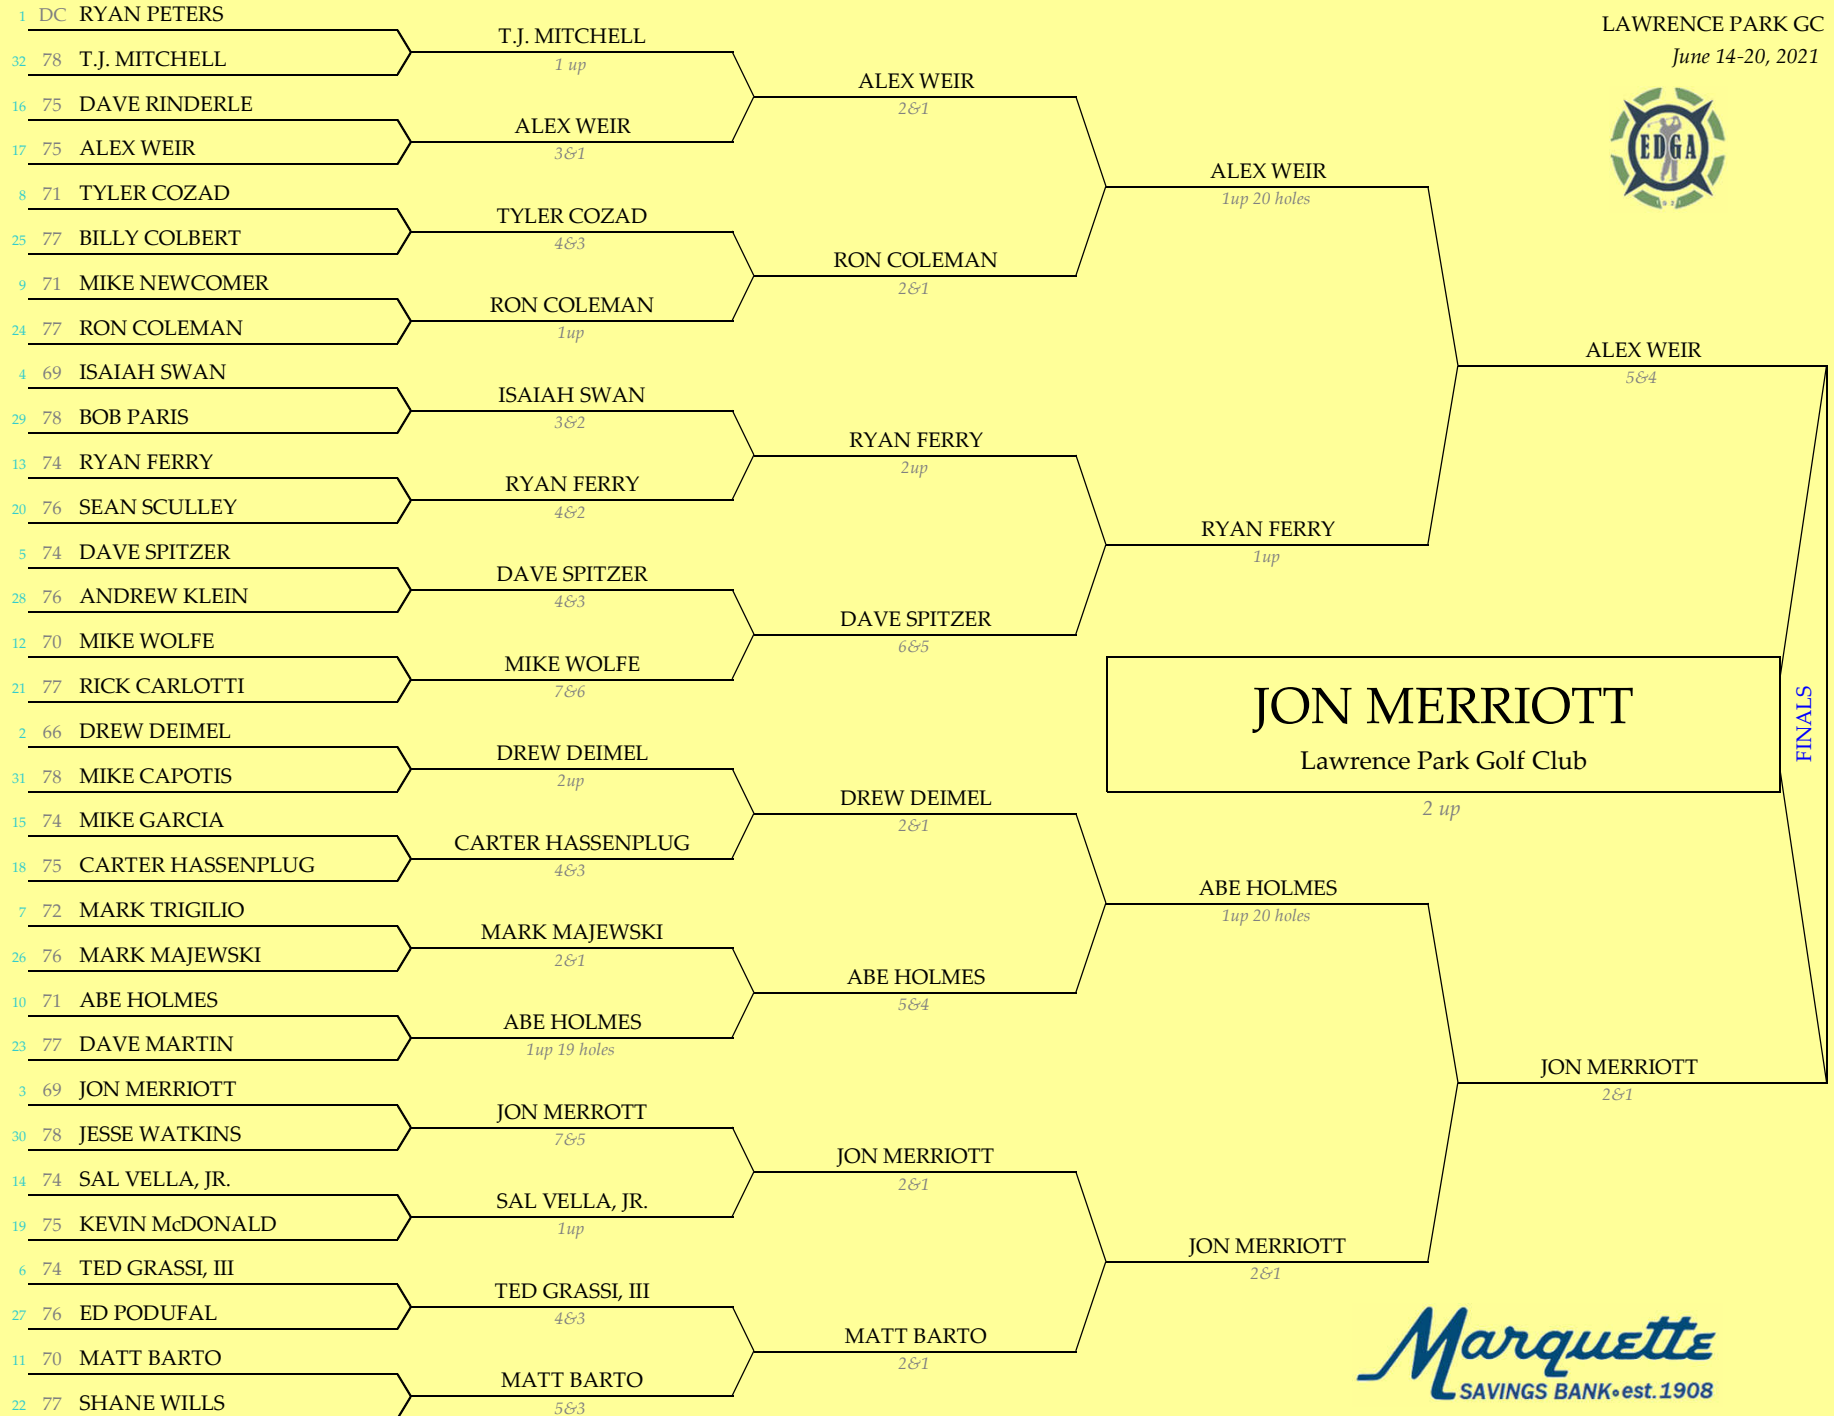 LAWRENCE PARK GC
June 14-20, 2021
EDGA
1 DC RYAN PETERS
32 78 T.J. MITCHELL
16 75 DAVE RINDERLE
17 75 ALEX WEIR
8 71 TYLER COZAD
25 77 BILLY COLBERT
9 71 MIKE NEWCOMER
24 77 RON COLEMAN
4 69 ISAIAH SWAN
29 78 BOB PARIS
13 74 RYAN FERRY
20 76 SEAN SCULLEY
5 74 DAVE SPITZER
28 76 ANDREW KLEIN
12 70 MIKE WOLFE
21 77 RICK CARLOTTI
2 66 DREW DEIMEL
31 78 MIKE CAPOTIS
15 74 MIKE GARCIA
18 75 CARTER HASSENPLUG
7 72 MARK TRIGILIO
26 76 MARK MAJEWSKI
10 71 ABE HOLMES
23 77 DAVE MARTIN
3 69 JON MERRIOTT
30 78 JESSE WATKINS
14 74 SAL VELLA, JR.
19 75 KEVIN McDONALD
6 74 TED GRASSI, III
27 76 ED PODUFAL
11 70 MATT BARTO
22 77 SHANE WILLS
T.J. MITCHELL
1 up
ALEX WEIR
3&1
TYLER COZAD
4&3
RON COLEMAN
1up
ISAIAH SWAN
3&2
RYAN FERRY
4&2
DAVE SPITZER
4&3
MIKE WOLFE
7&6
DREW DEIMEL
2up
CARTER HASSENPLUG
4&3
MARK MAJEWSKI
2&1
ABE HOLMES
1up 19 holes
JON MERROTT
7&5
SAL VELLA, JR.
1up
TED GRASSI, III
4&3
MATT BARTO
5&3
ALEX WEIR
2&1
RON COLEMAN
2&1
RYAN FERRY
2up
DAVE SPITZER
6&5
DREW DEIMEL
2&1
ABE HOLMES
5&4
JON MERRIOTT
2&1
MATT BARTO
2&1
ALEX WEIR
1up 20 holes
RYAN FERRY
1up
ABE HOLMES
1up 20 holes
JON MERRIOTT
2&1
ALEX WEIR
5&4
JON MERRIOTT
2&1
JON MERRIOTT
Lawrence Park Golf Club
2 up
FINALS
Marquette
SAVINGS BANK•est.1908